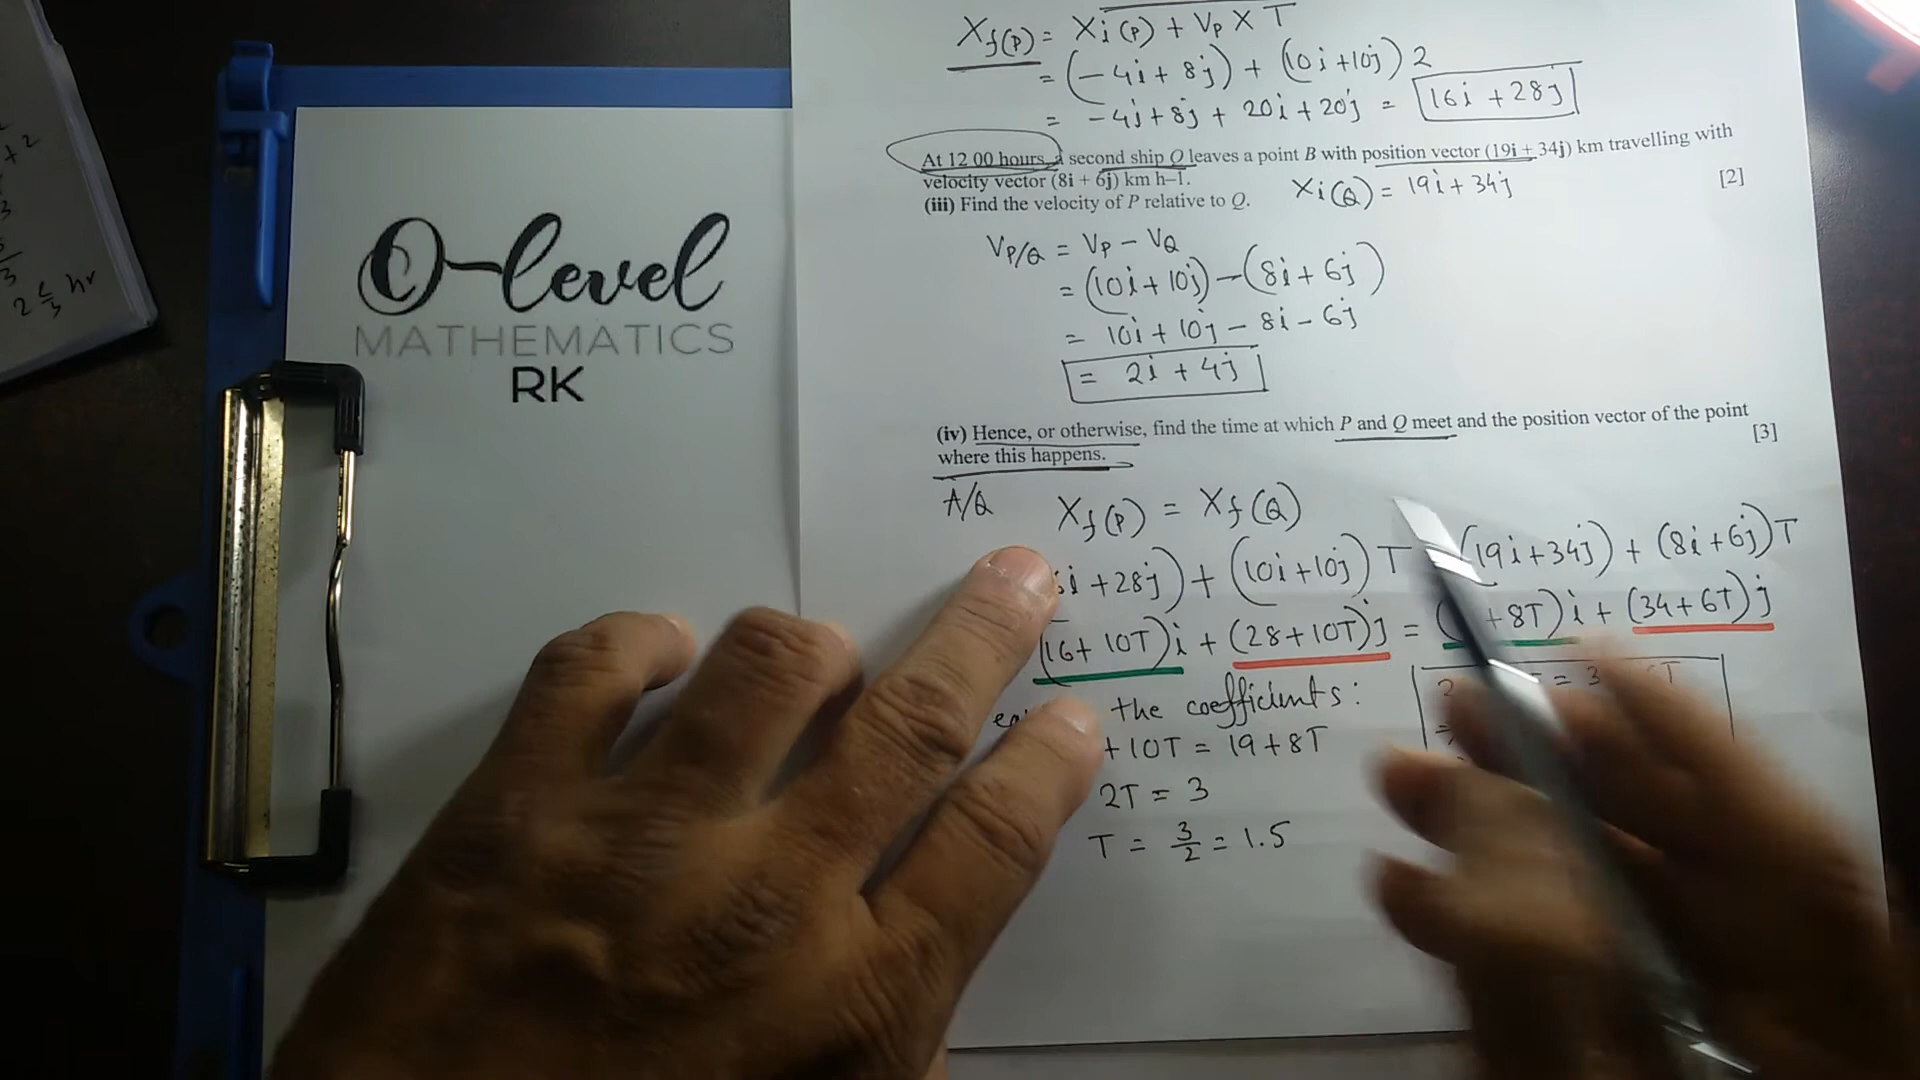 + 2
3
3
2 2/3 hr
O-level
MATHEMATICS
RK
Xf(P) = Xi(P) + VP X T
= (-4i + 8j) + (10i + 10j) 2
= -4i + 8j + 20i + 20j = 16i + 28j
At 12 00 hours, a second ship Q leaves a point B with position vector (19i + 34j) km travelling with
velocity vector (8i + 6j) km h–1.
Xi(Q) = 19i + 34j
[2]
(iii) Find the velocity of P relative to Q.
VP/Q = VP - VQ
= (10i + 10j) - (8i + 6j)
= 10i + 10j - 8i - 6j
= 2i + 4j
(iv) Hence, or otherwise, find the time at which P and Q meet and the position vector of the point
where this happens.
[3]
A/Q Xf(P) = Xf(Q)
i + 28j) + (10i + 10j) T = (19i + 34j) + (8i + 6j) T
(16 + 10T)i + (28 + 10T)j = ( + 8T)i + (34 + 6T)j
the coefficients:
+ 10T = 19 + 8T
2T = 3
T = 3/2 = 1.5